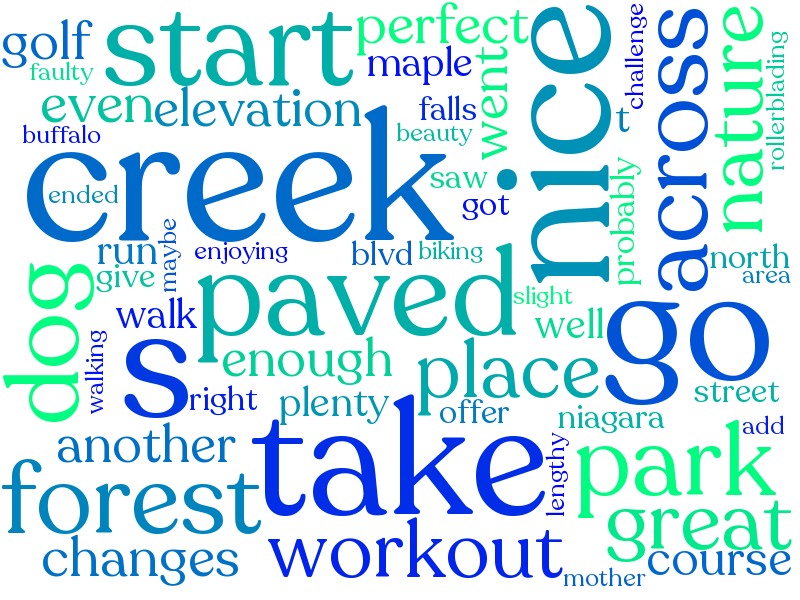 golf
start
perfect
nice
challenge
across
nature
rollerblading
faulty
maple
went
even
elevation
falls
t
buffalo
creek
beauty
saw
probably
ended
got
dog
run
maybe
enjoying
blvd
biking
north
give
area
paved
slight
go
walk
well
walking
s
enough
place
right
plenty
offer
street
niagara
another
take
lengthy
park
add
forest
great
changes
workout
course
mother